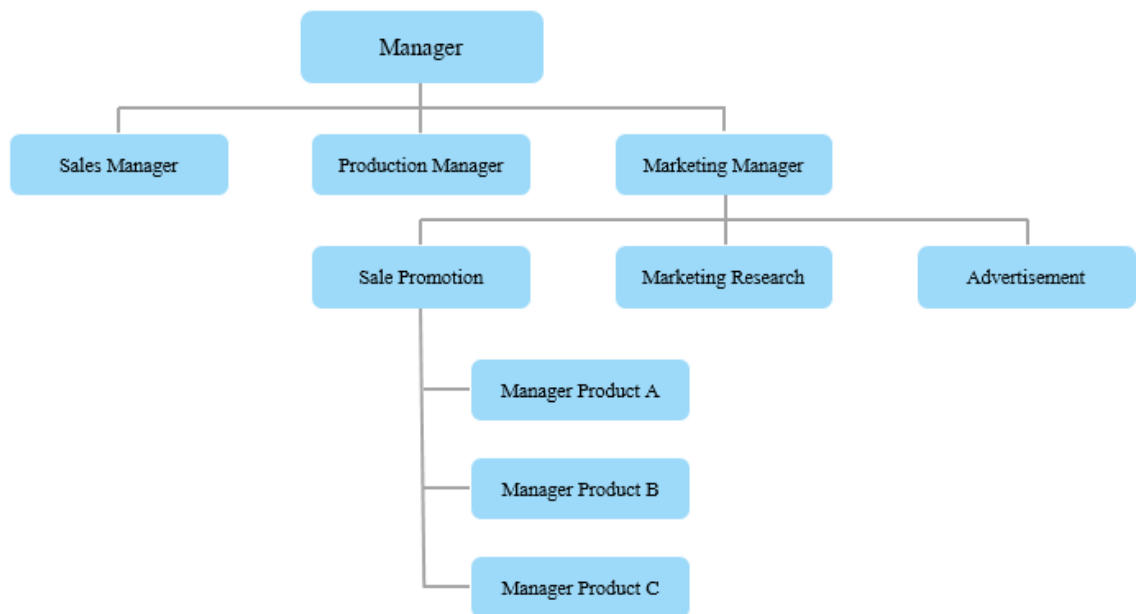 Manager
Sales Manager
Production Manager
Marketing Manager
Sale Promotion
Marketing Research
Advertisement
Manager Product A
Manager Product B
Manager Product C